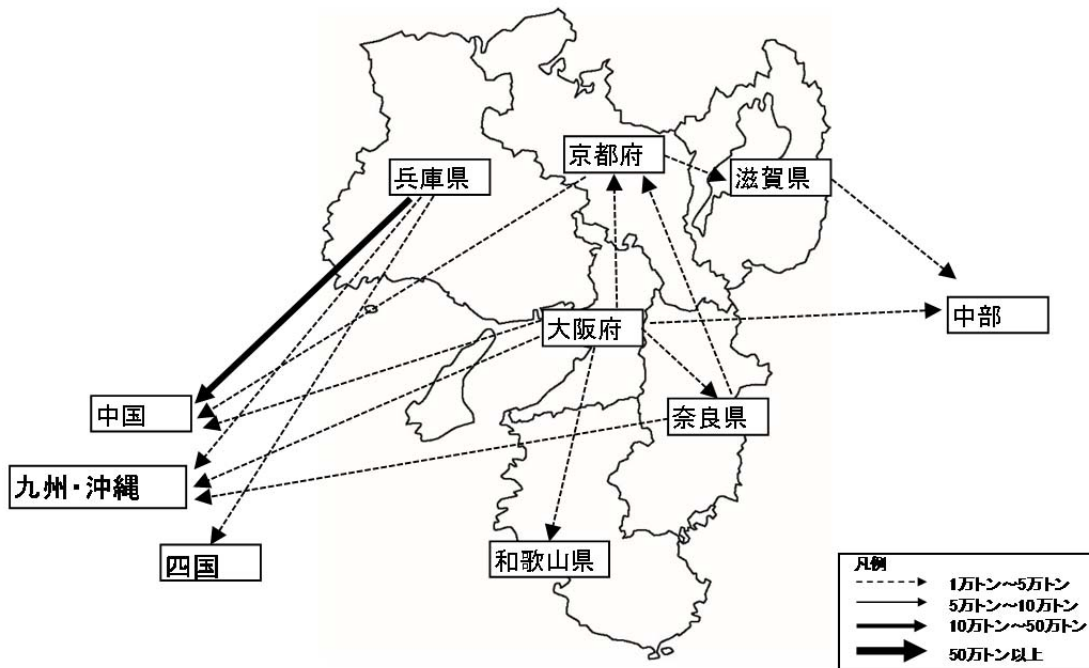 京都府
兵庫県
滋賀県
大阪府
中部
中国
奈良県
九州・沖縄
四国
和歌山県
凡例
1万トン～5万トン
5万トン～10万トン
10万トン～50万トン
50万トン以上